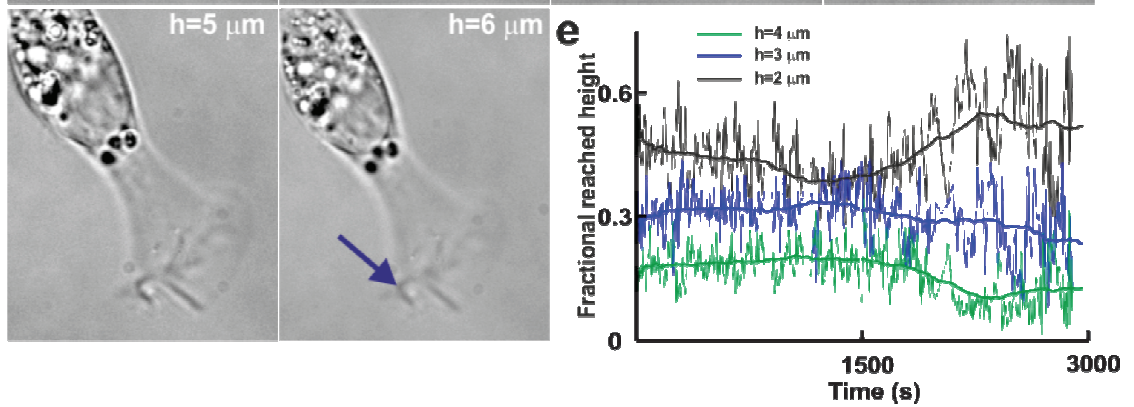 h=5 μm
h=6 μm
e
h=4 μm
h=3 μm
h=2 μm
Fractional reached height
0.6
0.3
0
1500
3000
Time (s)